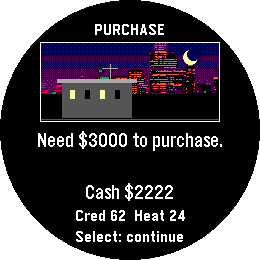 PURCHASE
Need $3000 to purchase.
Cash $2222
Cred 62 Heat 24
Select: continue